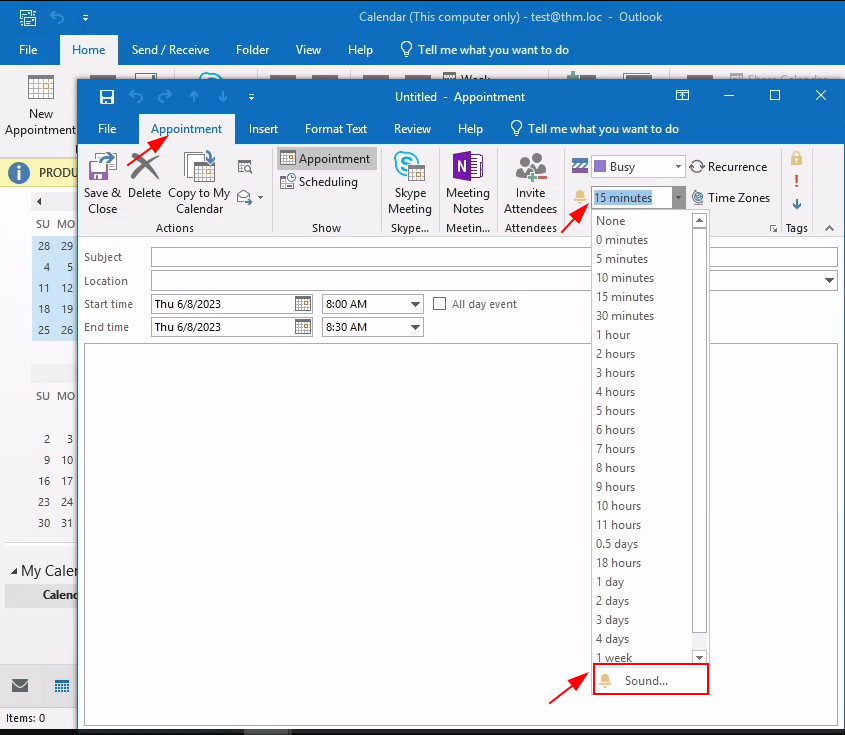 Calendar (This computer only) - test@thm.loc - Outlook
File Home Send / Receive Folder View Help Tell me what you want to do
New
Appointment
Week
Share Calendar
PRODU
Untitled - Appointment
File Appointment Insert Format Text Review Help Tell me what you want to do
Save & Close
Delete
Copy to My Calendar
Actions
Appointment
Scheduling
Show
Skype Meeting
Skype...
Meeting Notes
Meetin...
Invite Attendees
Attendees
Busy
Recurrence
15 minutes
Time Zones
Tags
None
0 minutes
5 minutes
10 minutes
15 minutes
30 minutes
1 hour
2 hours
3 hours
4 hours
5 hours
6 hours
7 hours
8 hours
9 hours
10 hours
11 hours
0.5 days
18 hours
1 day
2 days
3 days
4 days
1 week
Sound...
Subject
Location
Start time Thu 6/8/2023 8:00 AM All day event
End time Thu 6/8/2023 8:30 AM
SU MO
28 29
4 5
11 12
18 19
25 26
SU MO
2 3
9 10
16 17
23 24
30 31
My Calen
Calend
Items: 0